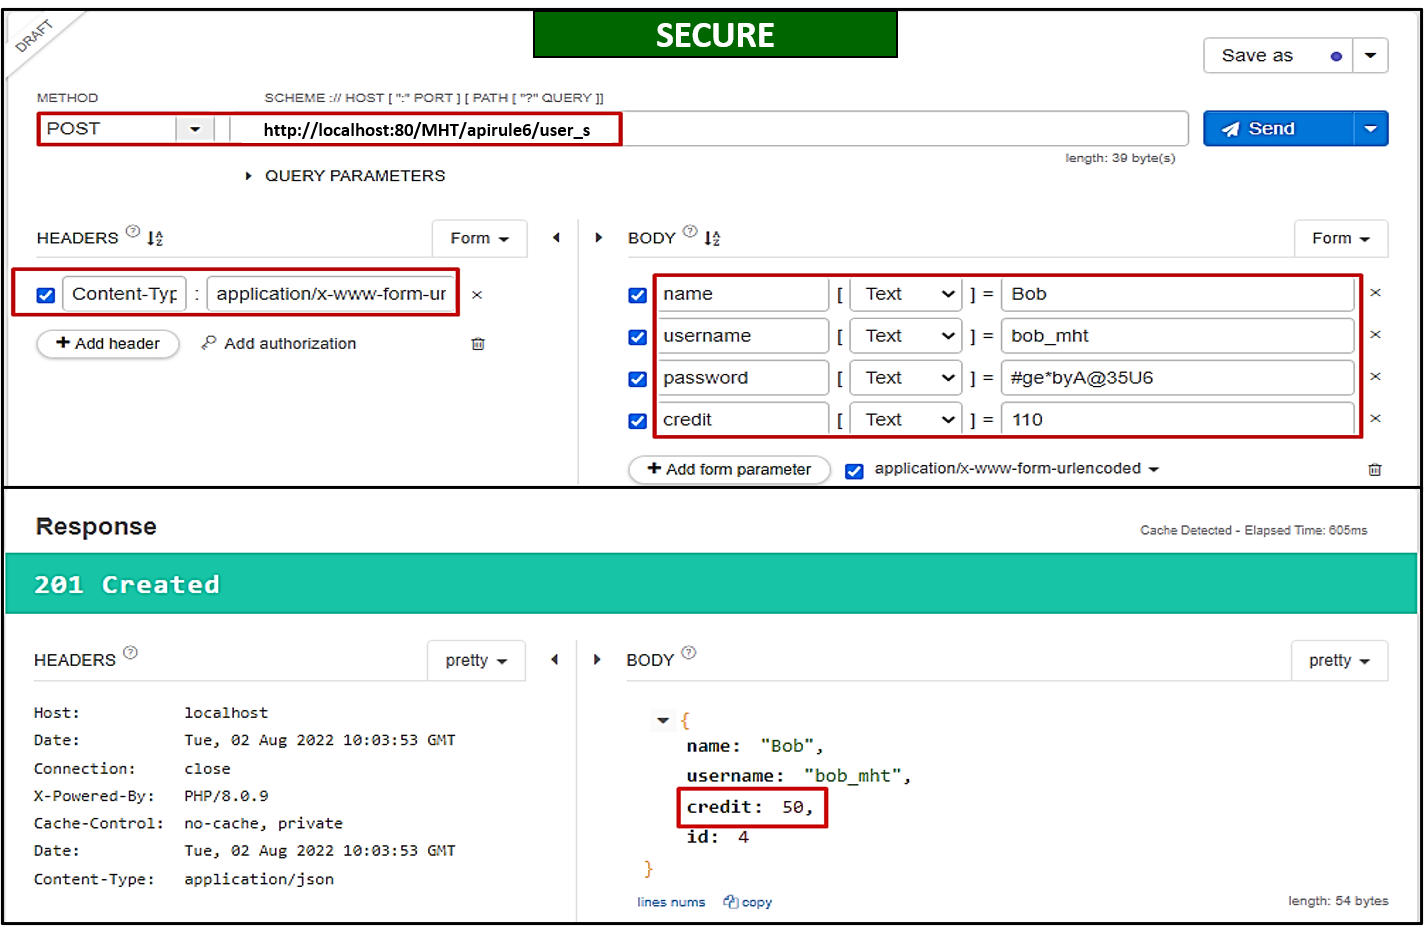 DRAFT
SECURE
Save as
METHOD
SCHEME :// HOST [ ":" PORT ] [ PATH [ "?" QUERY ]]
POST
http://localhost:80/MHT/apirule6/user_s
Send
length: 39 byte(s)
QUERY PARAMETERS
HEADERS ? Form
BODY ? Form
Content-Typ : application/x-www-form-ur ×
Add header
Add authorization
name [ Text ] = Bob ×
username [ Text ] = bob_mht ×
password [ Text ] = #ge*byA@35U6 ×
credit [ Text ] = 110 ×
Add form parameter
application/x-www-form-urlencoded
Response
Cache Detected - Elapsed Time: 605ms
201 Created
HEADERS ? pretty
Host: localhost
Date: Tue, 02 Aug 2022 10:03:53 GMT
Connection: close
X-Powered-By: PHP/8.0.9
Cache-Control: no-cache, private
Date: Tue, 02 Aug 2022 10:03:53 GMT
Content-Type: application/json
BODY ? pretty
{
name: "Bob",
username: "bob_mht",
credit: 50,
id: 4
}
lines nums copy
length: 54 bytes